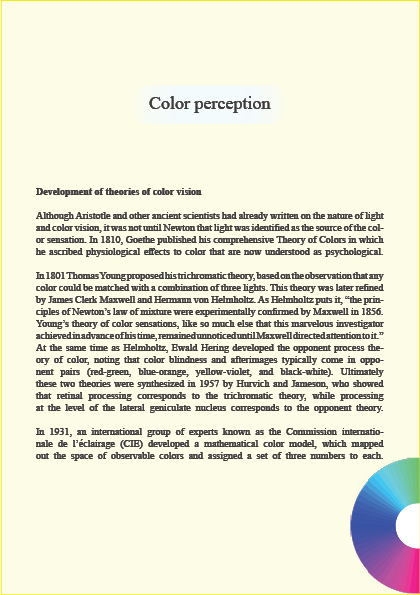 Color perception
Development of theories of color vision
Although Aristotle and other ancient scientists had already written on the nature of light
and color vision, it was not until Newton that light was identified as the source of the col-
or sensation. In 1810, Goethe published his comprehensive Theory of Colors in which
he ascribed physiological effects to color that are now understood as psychological.
In 1801 Thomas Young proposed his trichromatic theory, based on the observation that any
color could be matched with a combination of three lights. This theory was later refined
by James Clerk Maxwell and Hermann von Helmholtz. As Helmholtz puts it, “the prin-
ciples of Newton’s law of mixture were experimentally confirmed by Maxwell in 1856.
Young’s theory of color sensations, like so much else that this marvelous investigator
achieved in advance of his time, remained unnoticed until Maxwell directed attention to it.”
At the same time as Helmholtz, Ewald Hering developed the opponent process the-
ory of color, noting that color blindness and afterimages typically come in oppo-
nent pairs (red-green, blue-orange, yellow-violet, and black-white). Ultimately
these two theories were synthesized in 1957 by Hurvich and Jameson, who showed
that retinal processing corresponds to the trichromatic theory, while processing
at the level of the lateral geniculate nucleus corresponds to the opponent theory.
In 1931, an international group of experts known as the Commission internatio-
nale de l’éclairage (CIE) developed a mathematical color model, which mapped
out the space of observable colors and assigned a set of three numbers to each.